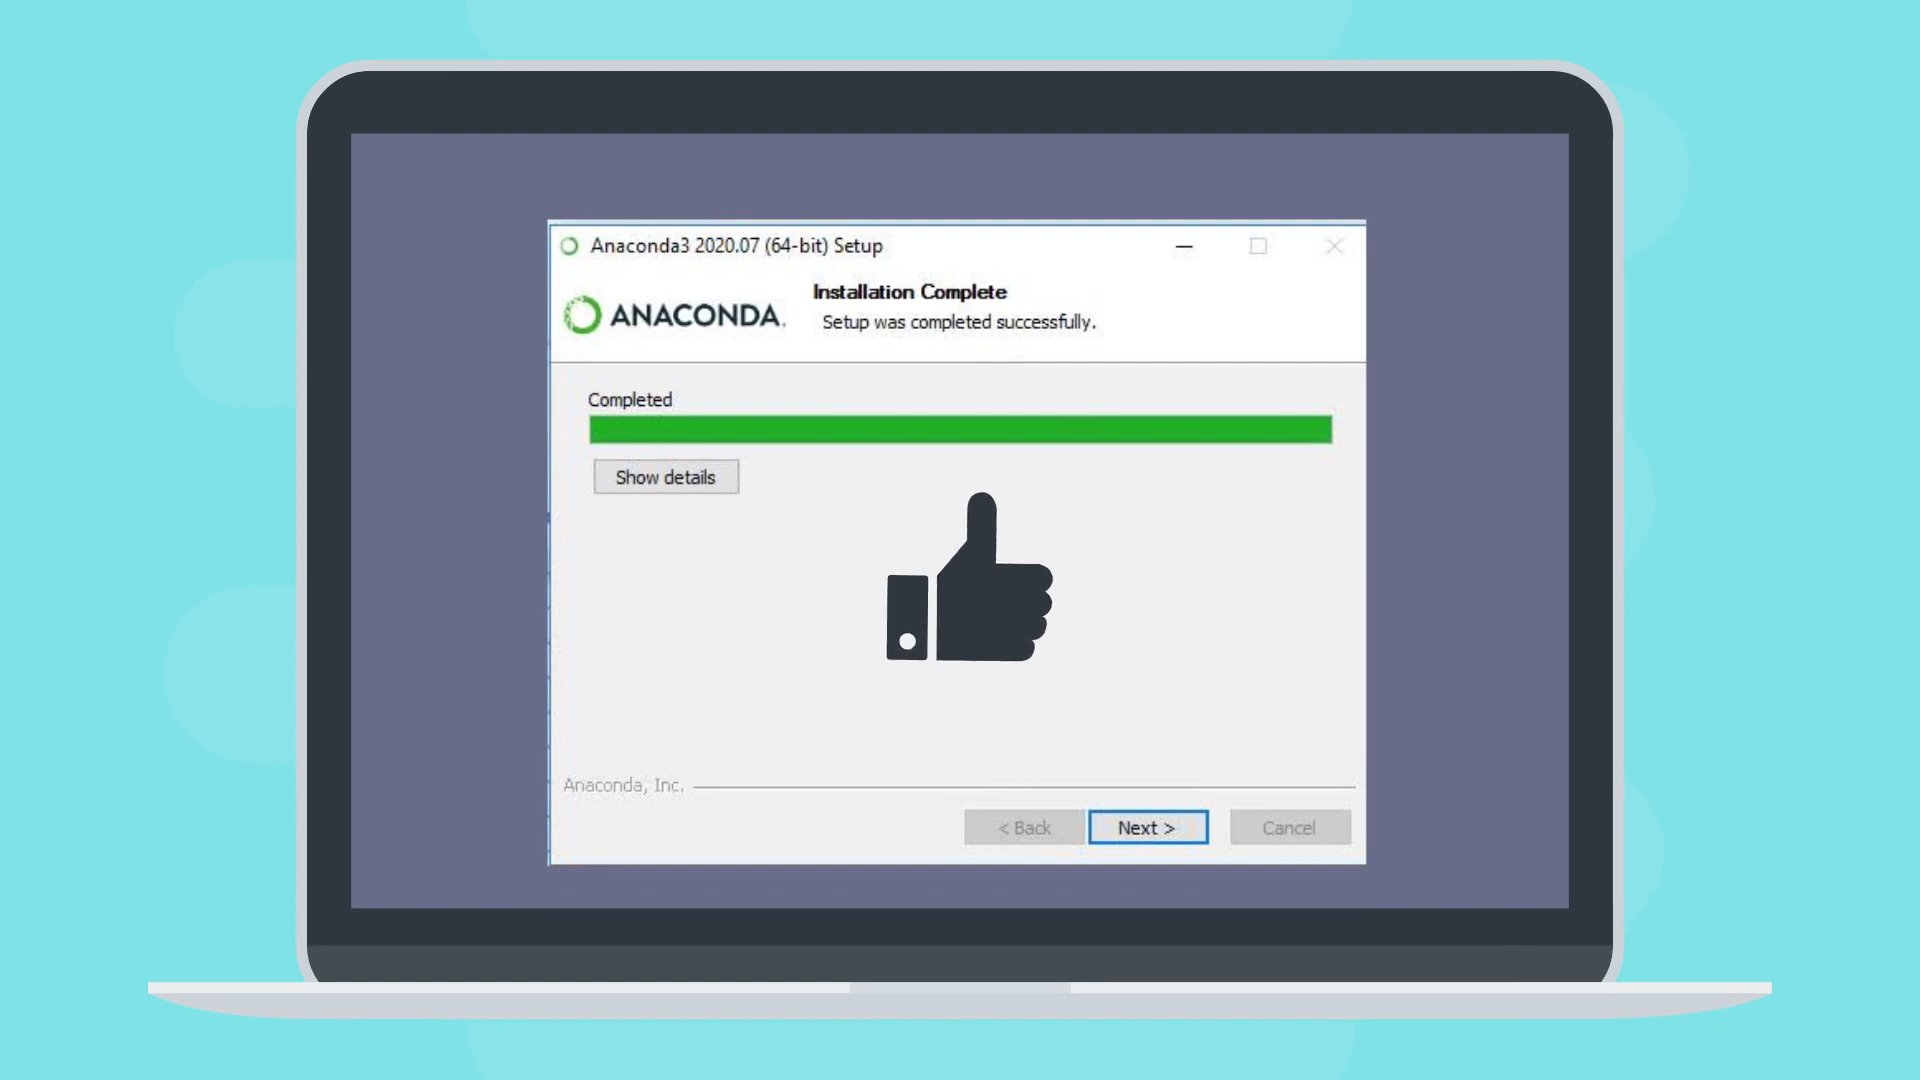 Anaconda3 2020.07 (64-bit) Setup
ANACONDA.
Installation Complete
Setup was completed successfully.
Completed
Show details
Anaconda, Inc.
< Back
Next >
Cancel